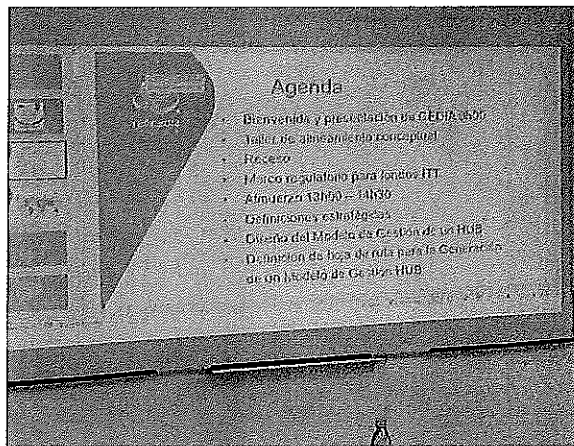 Agenda
• Bienvenida y presentación de CEDIA 9h00
• Taller de alineamiento conceptual
• Receso
• Marco regulatorio para fondos ITT
• Almuerzo 13h00 – 14h30
• Definiciones estratégicas
• Diseño del Modelo de Gestión de un HUB
• Definición de hoja de ruta para la Generación
de un Modelo de Gestión HUB